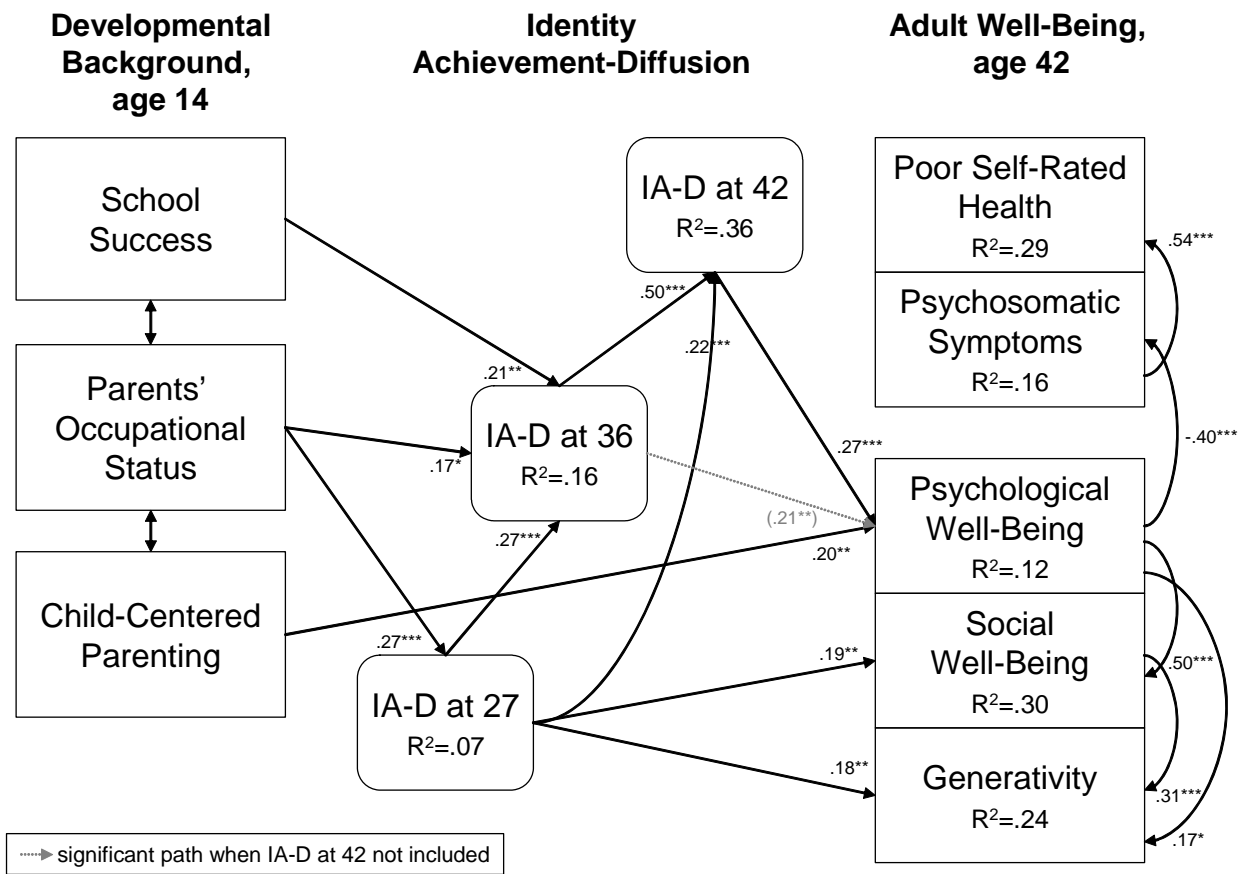 Developmental
Background,
age 14
Identity
Achievement-Diffusion
Adult Well-Being,
age 42
School
Success
Parents’
Occupational
Status
Child-Centered
Parenting
IA-D at 42
R²=.36
IA-D at 36
R²=.16
IA-D at 27
R²=.07
Poor Self-Rated
Health
R²=.29
Psychosomatic
Symptoms
R²=.16
Psychological
Well-Being
R²=.12
Social
Well-Being
R²=.30
Generativity
R²=.24
.21**
.17*
.27***
.27***
.50***
.22***
.27***
(.21**)
.20**
.19**
.18**
.54***
-.40***
.50***
.31***
.17*
significant path when IA-D at 42 not included